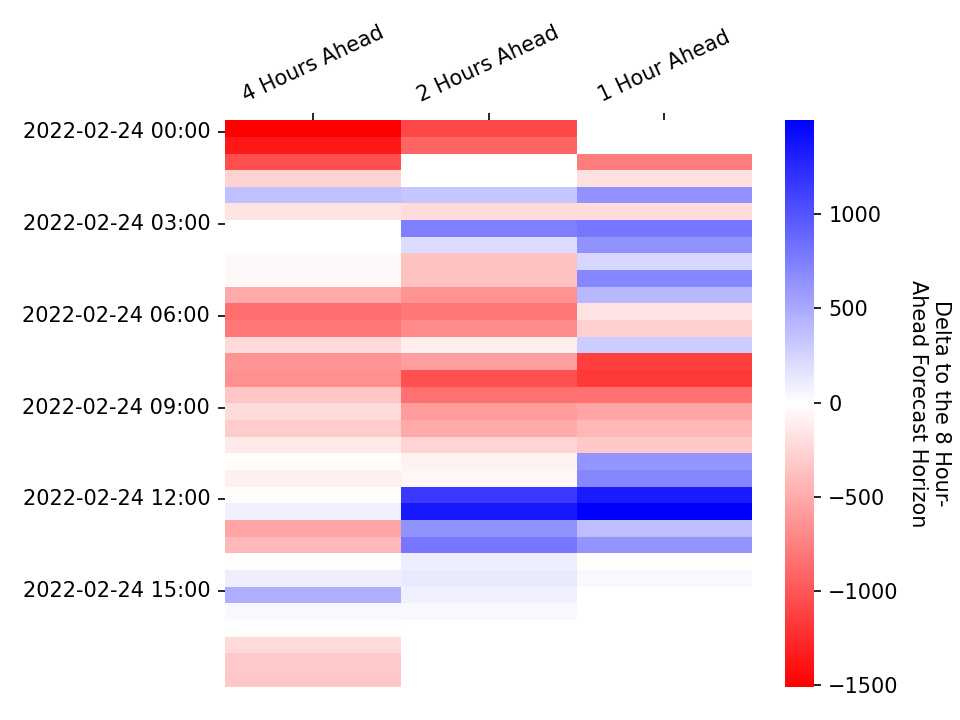 4 Hours Ahead
2 Hours Ahead
1 Hour Ahead
2022-02-24 00:00
2022-02-24 03:00
2022-02-24 06:00
2022-02-24 09:00
2022-02-24 12:00
2022-02-24 15:00
1000
500
0
−500
−1000
−1500
Delta to the 8 Hour-
Ahead Forecast Horizon